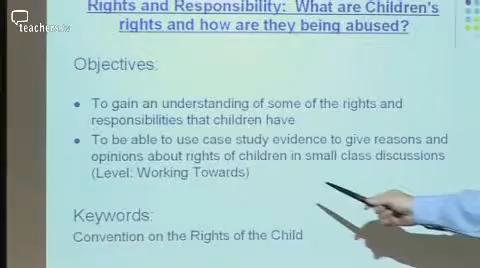 teachers.tv
Rights and Responsibility: What are Children's
rights and how are they being abused?
Objectives:
To gain an understanding of some of the rights and
responsibilities that children have
To be able to use case study evidence to give reasons and
opinions about rights of children in small class discussions
(Level: Working Towards)
Keywords:
Convention on the Rights of the Child